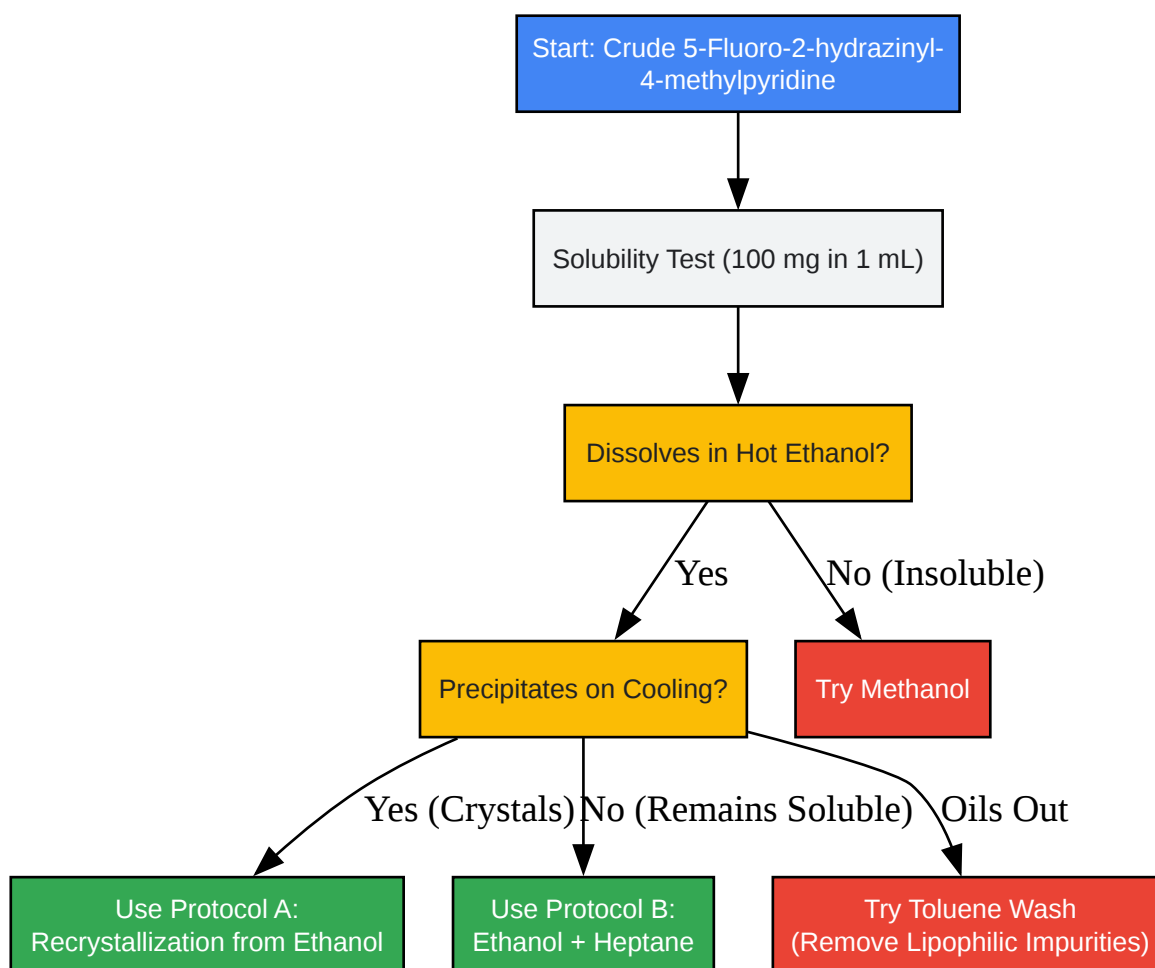 Start: Crude 5-Fluoro-2-hydrazinyl-
4-methylpyridine
Solubility Test (100 mg in 1 mL)
Dissolves in Hot Ethanol?
Yes
No (Insoluble)
Precipitates on Cooling?
Try Methanol
Yes (Crystals)
No (Remains Soluble)
Oils Out
Use Protocol A:
Recrystallization from Ethanol
Use Protocol B:
Ethanol + Heptane
Try Toluene Wash
(Remove Lipophilic Impurities)